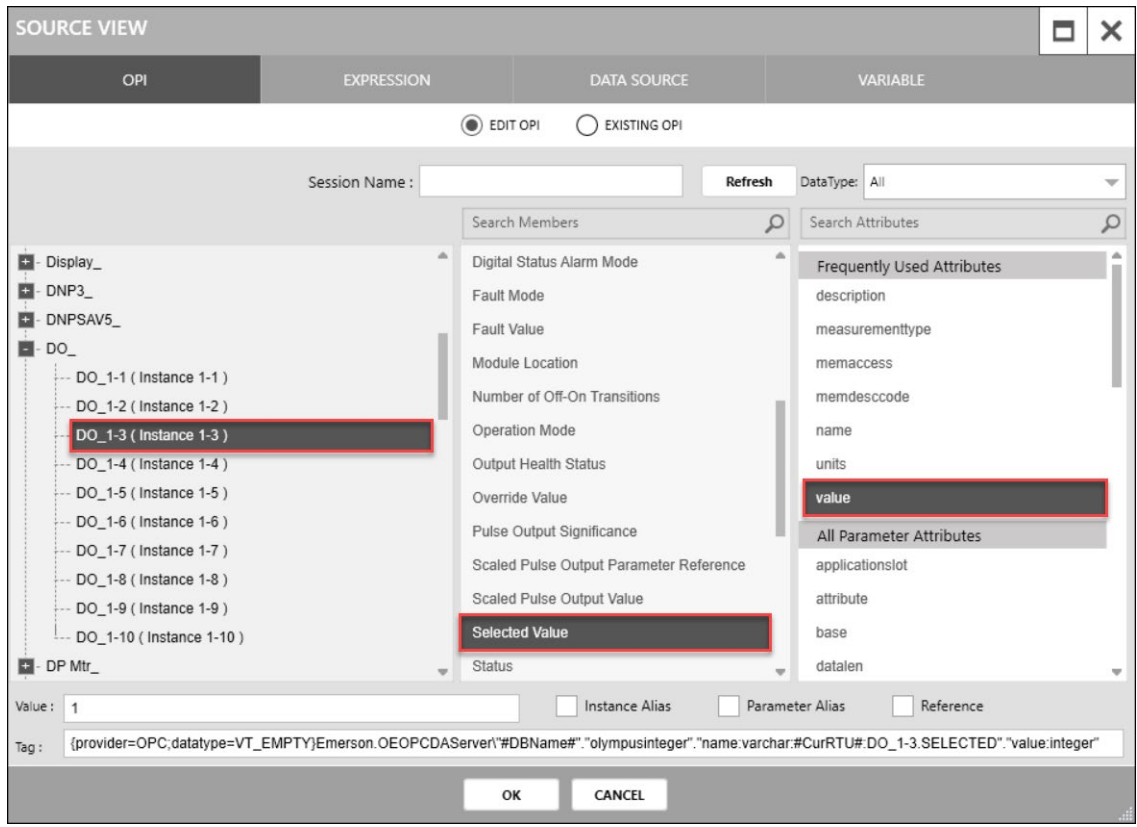 SOURCE VIEW
OPI EXPRESSION DATA SOURCE VARIABLE
EDIT OPI EXISTING OPI
Session Name : Refresh DataType: All
Search Members Search Attributes
Display_
DNP3_
DNPSAV5_
DO_
DO_1-1 ( Instance 1-1 )
DO_1-2 ( Instance 1-2 )
DO_1-3 ( Instance 1-3 )
DO_1-4 ( Instance 1-4 )
DO_1-5 ( Instance 1-5 )
DO_1-6 ( Instance 1-6 )
DO_1-7 ( Instance 1-7 )
DO_1-8 ( Instance 1-8 )
DO_1-9 ( Instance 1-9 )
DO_1-10 ( Instance 1-10 )
DP Mtr_
Digital Status Alarm Mode
Fault Mode
Fault Value
Module Location
Number of Off-On Transitions
Operation Mode
Output Health Status
Override Value
Pulse Output Significance
Scaled Pulse Output Parameter Reference
Scaled Pulse Output Value
Selected Value
Status
Frequently Used Attributes
description
measurementtype
memaccess
memdesccode
name
units
value
All Parameter Attributes
applicationslot
attribute
base
datalen
Value : 1 Instance Alias Parameter Alias Reference
Tag : {provider=OPC;datatype=VT_EMPTY}Emerson.OEOPCDAServer\"#DBName#"."olympusinteger"."name:varchar:#CurRTU#:DO_1-3.SELECTED"."value:integer"
OK CANCEL